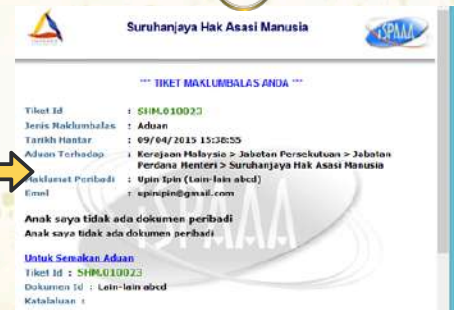 Suruhanjaya Hak Asasi Manusia
iSPAAA
*** TIKET MAKLUMBALAS ANDA ***
Tiket Id : SHM.010023
Jenis Maklumbalas : Aduan
Tarikh Hantar : 09/04/2015 15:38:55
Aduan Terhadap : Kerajaan Malaysia > Jabatan Persekutuan > Jabatan
Perdana Menteri > Suruhanjaya Hak Asasi Manusia
Maklumat Peribadi : Upin Ipin (Lain-lain abcd)
Emel : upinipin@gmail.com
Anak saya tidak ada dokumen peribadi
Anak saya tidak ada dokumen peribadi
Untuk Semakan Aduan
Tiket Id : SHM.010023
Dokumen Id : Lain-lain abcd
Katalaluan :